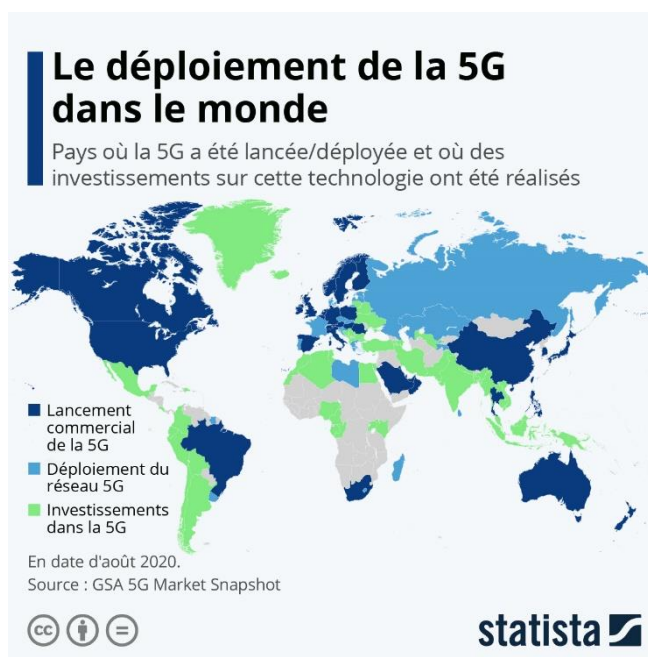 Le déploiement de la 5G
dans le monde
Pays où la 5G a été lancée/déployée et où des
investissements sur cette technologie ont été réalisés
Lancement
commercial
de la 5G
Déploiement du
réseau 5G
Investissements
dans la 5G
En date d'août 2020.
Source : GSA 5G Market Snapshot
cc
statista